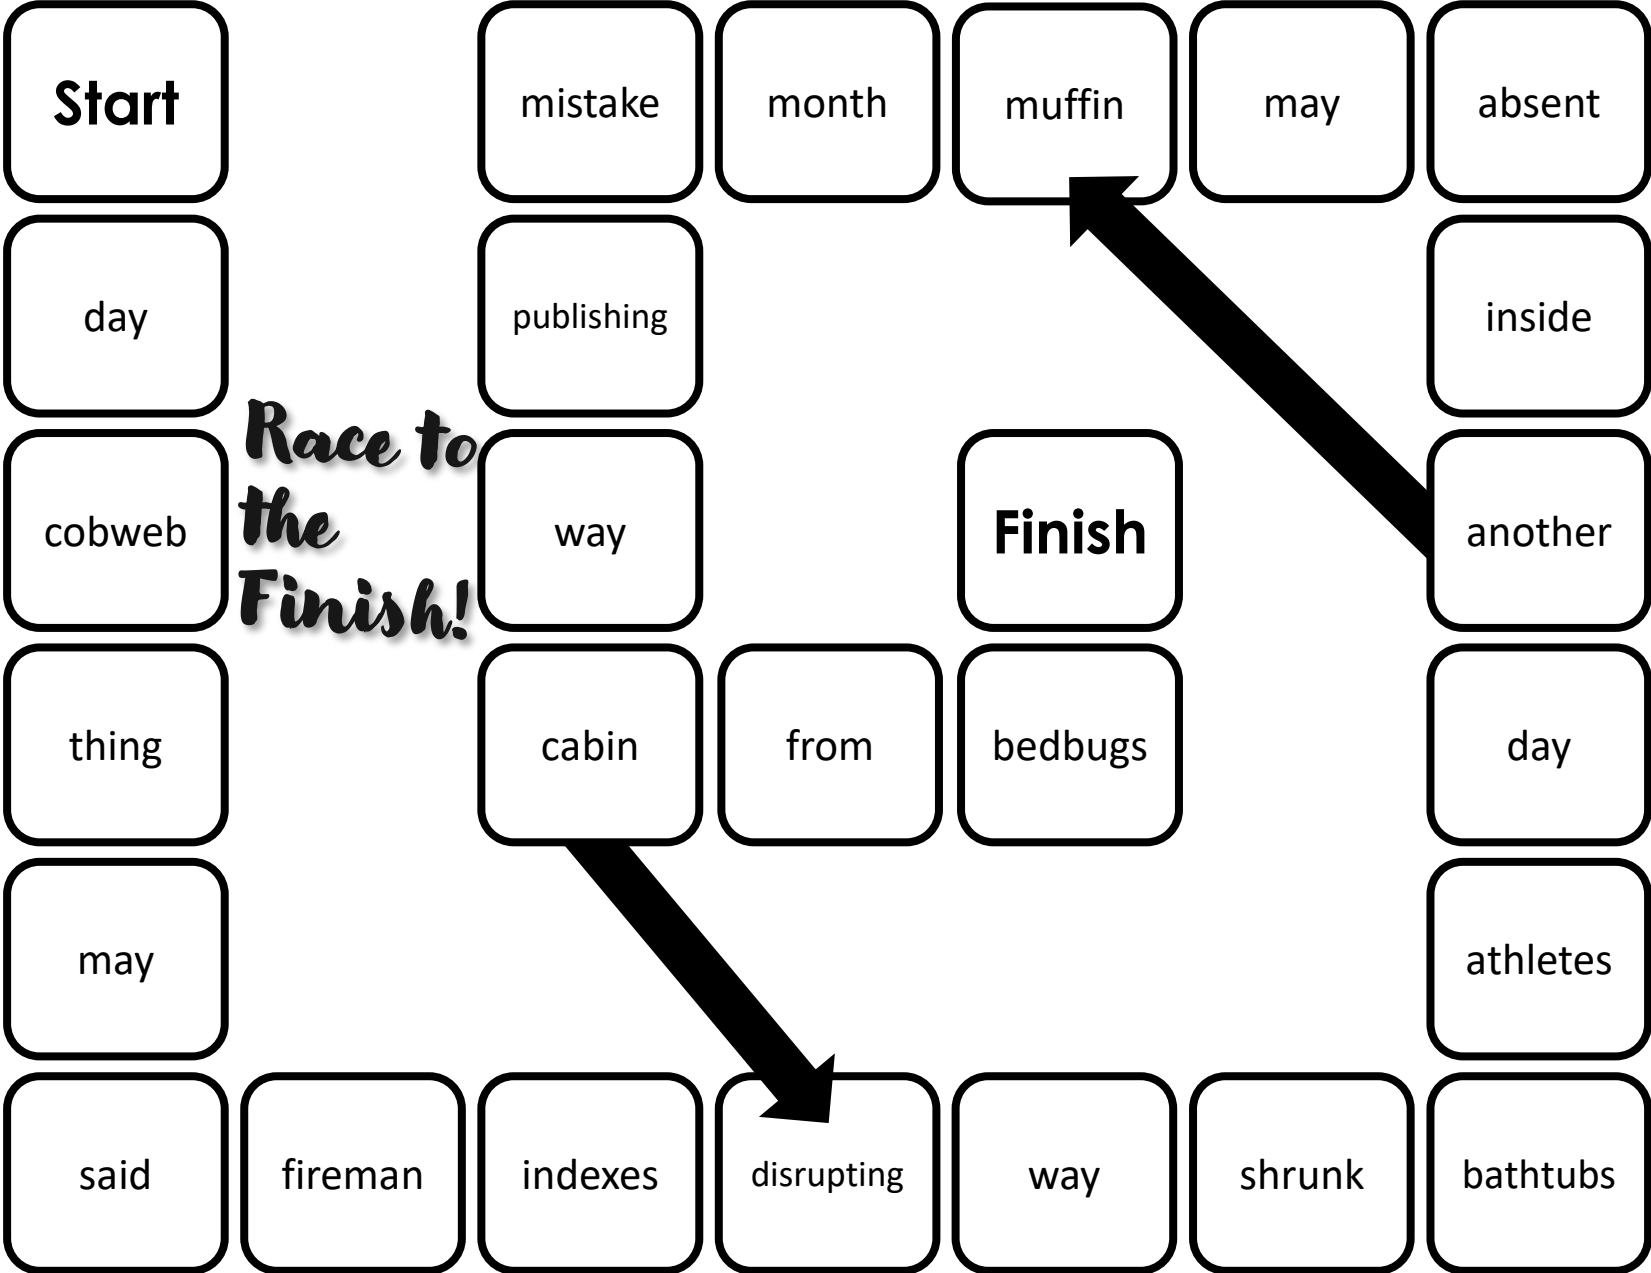 Start
mistake
month
muffin
may
absent
day
publishing
inside
Race to
the
Finish!
cobweb
way
Finish
another
thing
cabin
from
bedbugs
day
may
athletes
said
fireman
indexes
disrupting
way
shrunk
bathtubs